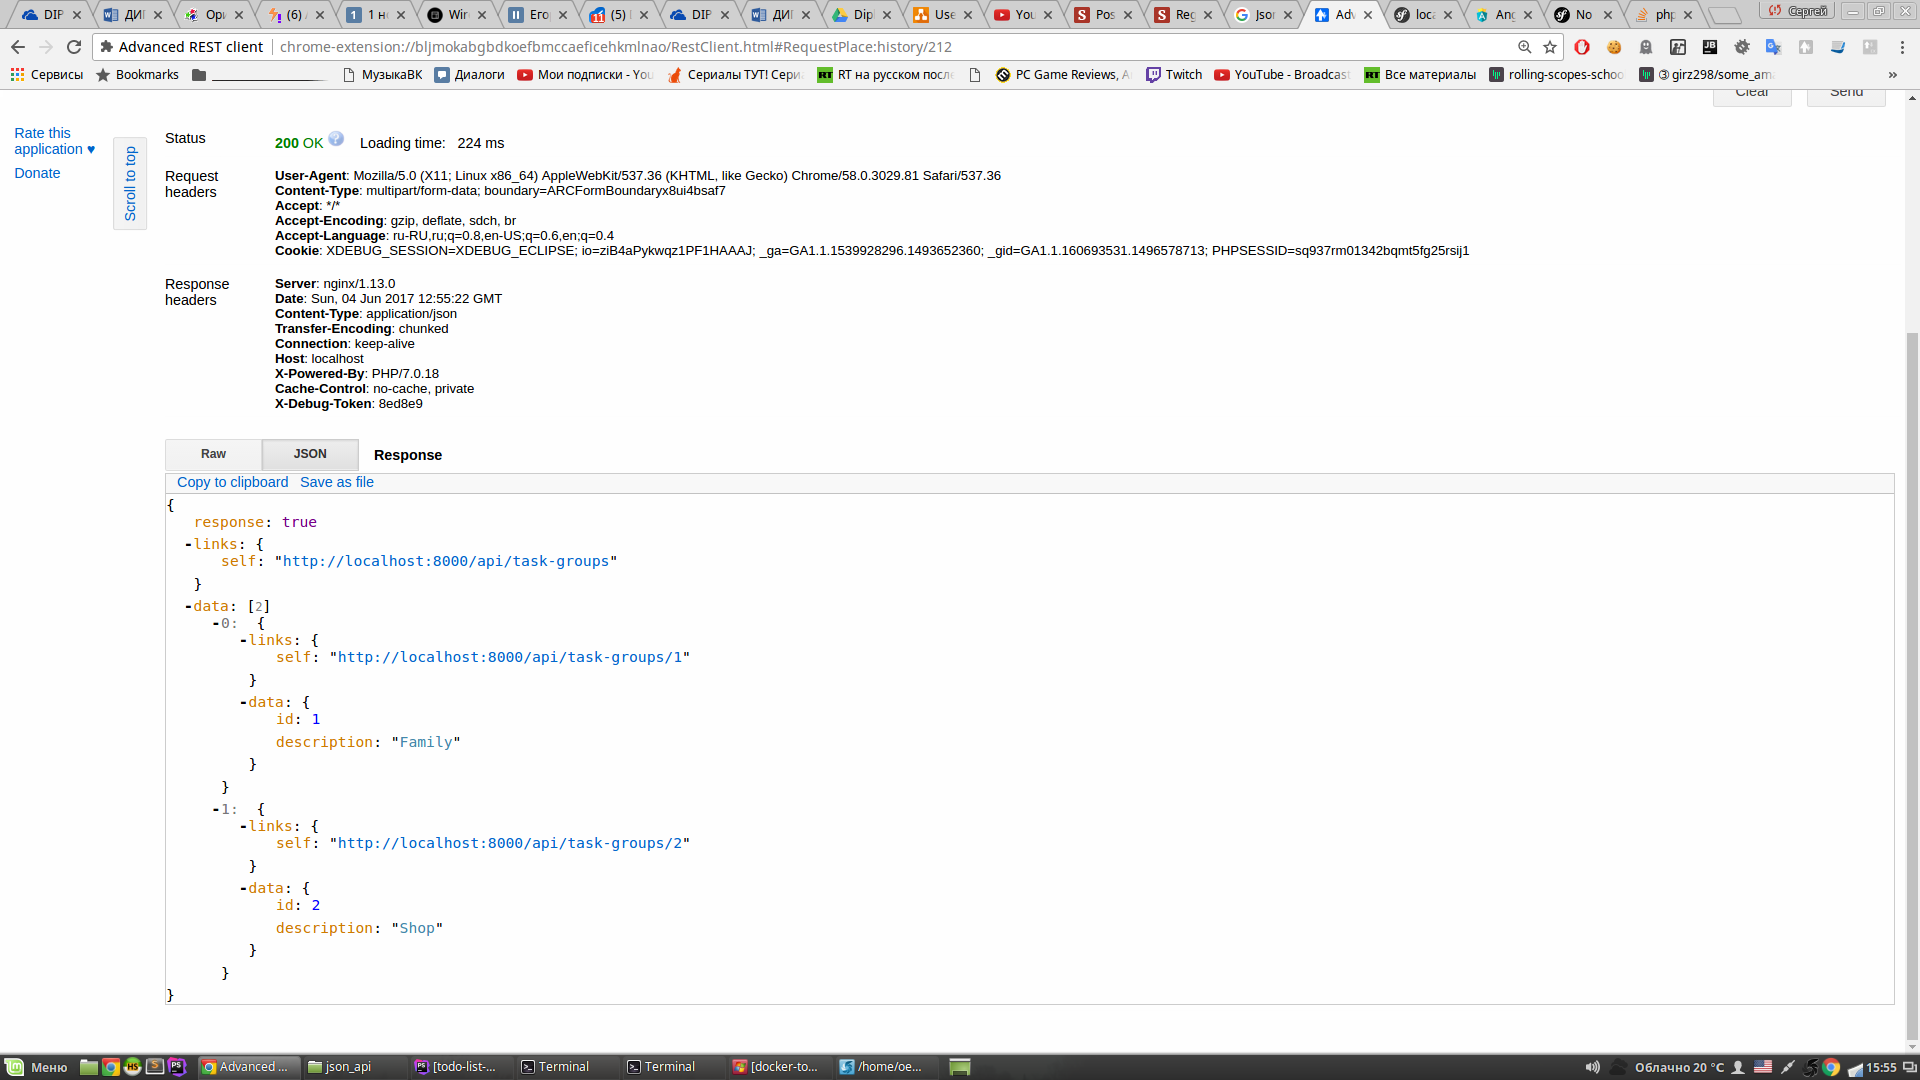 DIP
ДИП
Ори
(6)
1 н
Wir
Егор
(5)
DIP
ДИП
Dipl
Use
You
Pos
Reg
Json
Adv
loca
Ang
No
php
Сергей
Advanced REST client
chrome-extension://bljmokabgbdkoefbmccaeficehkmlnao/RestClient.html#RequestPlace:history/212
Сервисы
Bookmarks
МузыкаВК
Диалоги
Мои подписки - You
Сериалы ТУТ! Сери
RT на русском после
PC Game Reviews, A
Twitch
YouTube - Broadcast
Все материалы
rolling-scopes-schoo
girz298/some_ama
Clear
Send
Rate this
application ♥
Donate
Scroll to top
Status
200 OK
Loading time: 224 ms
Request
headers
User-Agent: Mozilla/5.0 (X11; Linux x86_64) AppleWebKit/537.36 (KHTML, like Gecko) Chrome/58.0.3029.81 Safari/537.36
Content-Type: multipart/form-data; boundary=ARCFormBoundaryx8ui4bsaf7
Accept: */*
Accept-Encoding: gzip, deflate, sdch, br
Accept-Language: ru-RU,ru;q=0.8,en-US;q=0.6,en;q=0.4
Cookie: XDEBUG_SESSION=XDEBUG_ECLIPSE; io=ziB4aPykwqz1PF1HAAAJ; _ga=GA1.1.1539928296.1493652360; _gid=GA1.1.160693531.1496578713; PHPSESSID=sq937rm01342bqmt5fg25rsij1
Response
headers
Server: nginx/1.13.0
Date: Sun, 04 Jun 2017 12:55:22 GMT
Content-Type: application/json
Transfer-Encoding: chunked
Connection: keep-alive
Host: localhost
X-Powered-By: PHP/7.0.18
Cache-Control: no-cache, private
X-Debug-Token: 8ed8e9
Raw
JSON
Response
Copy to clipboard
Save as file
{
response: true
-links: {
self: "http://localhost:8000/api/task-groups"
}
-data: [2]
-0: {
-links: {
self: "http://localhost:8000/api/task-groups/1"
}
-data: {
id: 1
description: "Family"
}
}
-1: {
-links: {
self: "http://localhost:8000/api/task-groups/2"
}
-data: {
id: 2
description: "Shop"
}
}
}
Меню
Advanced ...
json_api
[todo-list-...
Terminal
Terminal
[docker-to...
/home/oe...
Облачно 20 °C
15:55